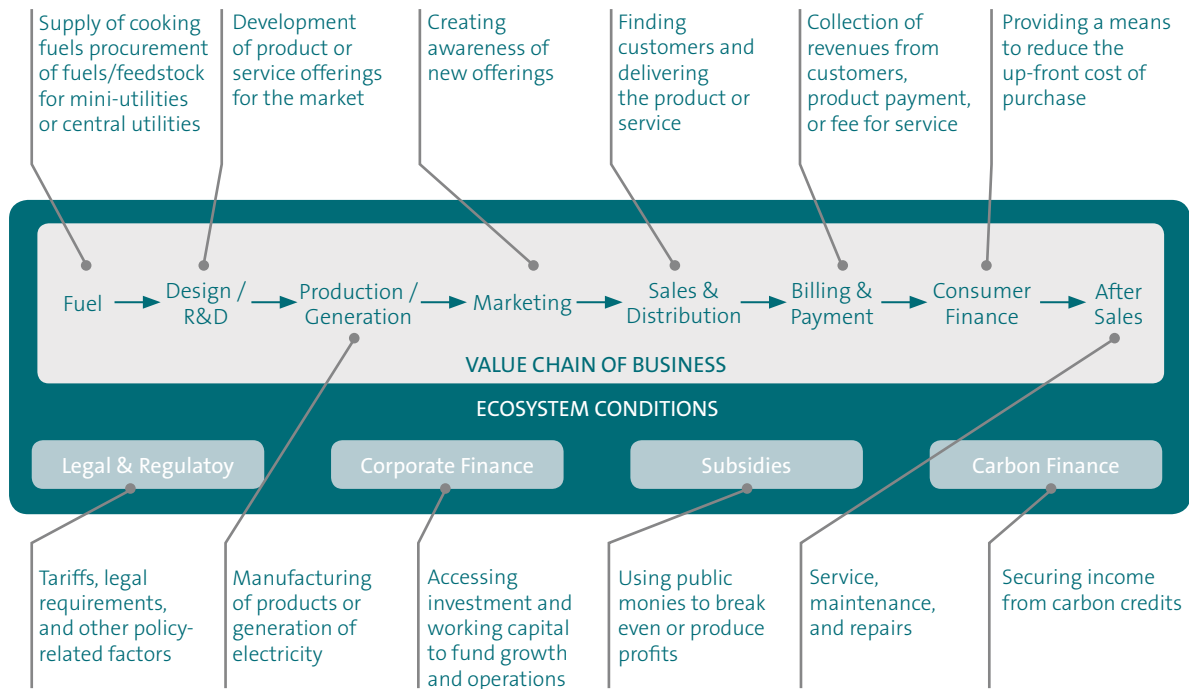 Supply of cooking
fuels procurement
of fuels/feedstock
for mini-utilities
or central utilities
Development
of product or
service offerings
for the market
Creating
awareness of
new offerings
Finding
customers and
delivering
the product or
service
Collection of
revenues from
customers,
product payment,
or fee for service
Providing a means
to reduce the
up-front cost of
purchase
Fuel
Design /
R&D
Production /
Generation
Marketing
Sales &
Distribution
Billing &
Payment
Consumer
Finance
After
Sales
VALUE CHAIN OF BUSINESS
ECOSYSTEM CONDITIONS
Legal & Regulatoy
Corporate Finance
Subsidies
Carbon Finance
Tariffs, legal
requirements,
and other policy-
related factors
Manufacturing
of products or
generation of
electricity
Accessing
investment and
working capital
to fund growth
and operations
Using public
monies to break
even or produce
profits
Service,
maintenance,
and repairs
Securing income
from carbon credits